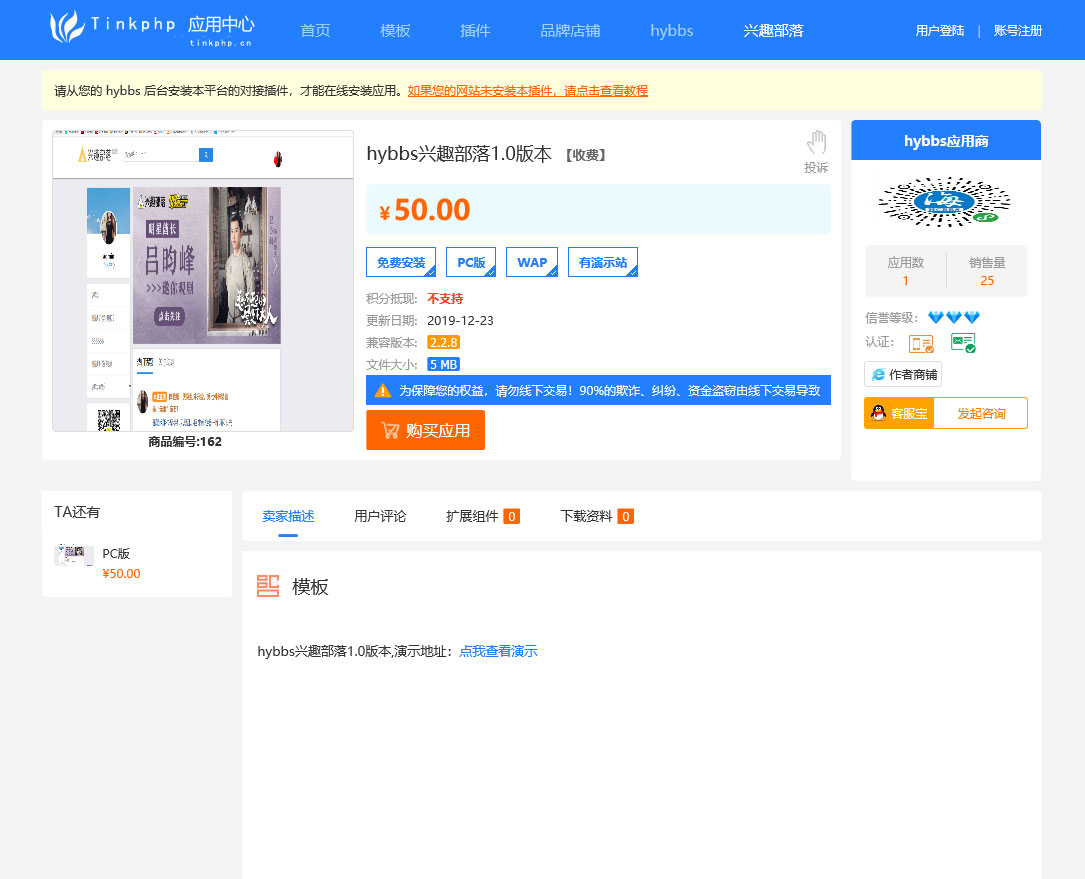 Tinkphp 应用中心
tinkphp.cn
首页 模板 插件 品牌店铺 hybbs 兴趣部落
用户登陆 | 账号注册
请从您的 hybbs 后台安装本平台的对接插件，才能在线安装应用。如果您的网站未安装本插件，请点击查看教程
兴趣部落
明星酋长
吕昀峰
>>>邀你观剧
点击关注
商品编号:162
hybbs兴趣部落1.0版本 【收费】
投诉
¥50.00
免费安装 PC版 WAP 有演示站
积分抵现: 不支持
更新日期: 2019-12-23
兼容版本: 2.2.8
文件大小: 5 MB
为保障您的权益，请勿线下交易！90%的欺诈、纠纷、资金盗窃由线下交易导致
购买应用
hybbs应用商
应用数 销售量
1 25
信誉等级:
认证:
作者商铺
客服宝 发起咨询
TA还有
PC版
¥50.00
卖家描述 用户评论 扩展组件 0 下载资料 0
模板
hybbs兴趣部落1.0版本,演示地址：点我查看演示